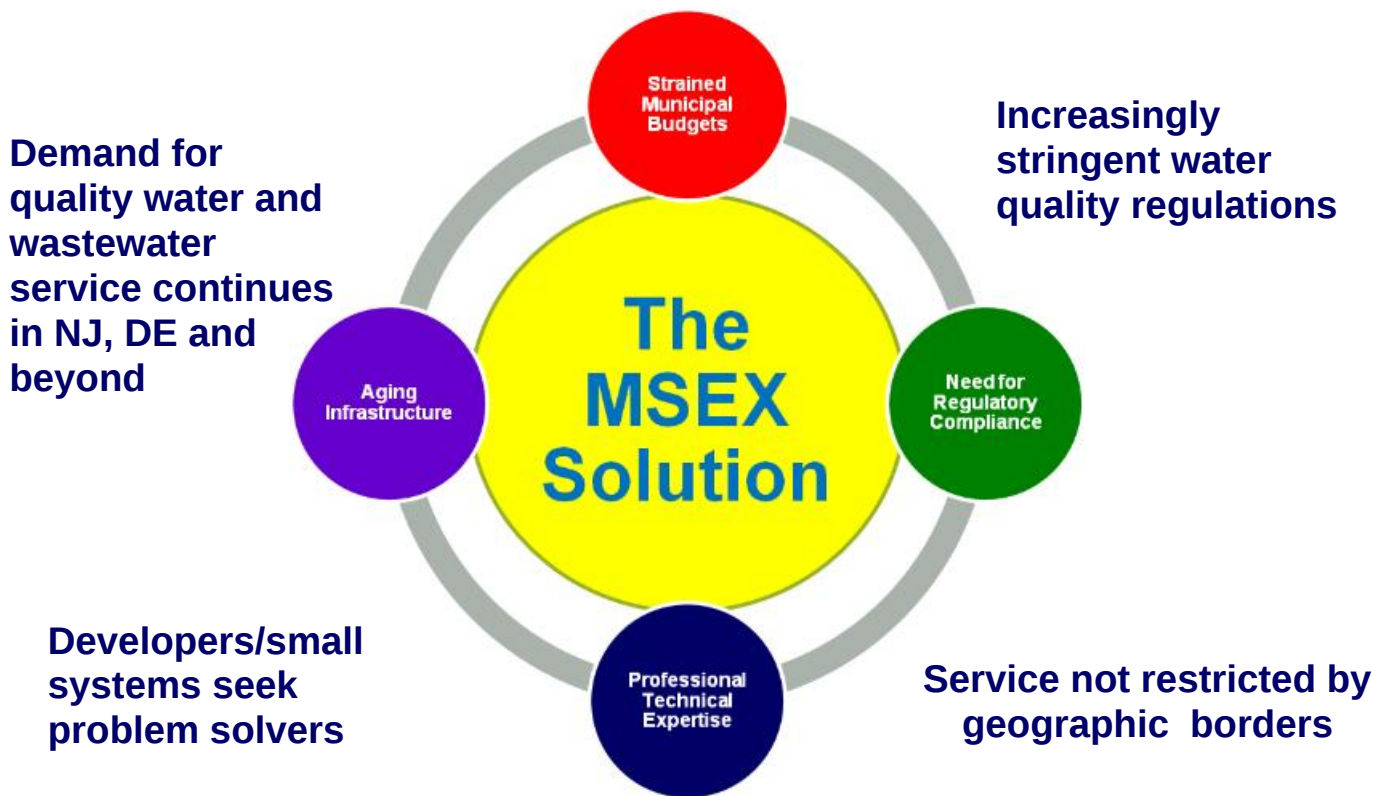 Strained
Municipal
Budgets
Increasingly
stringent water
quality regulations
Demand for
quality water and
wastewater
service continues
in NJ, DE and
beyond
The
MSEX
Solution
Aging
Infrastructure
Need for
Regulatory
Compliance
Developers/small
systems seek
problem solvers
Professional
Technical
Expertise
Service not restricted by
geographic borders